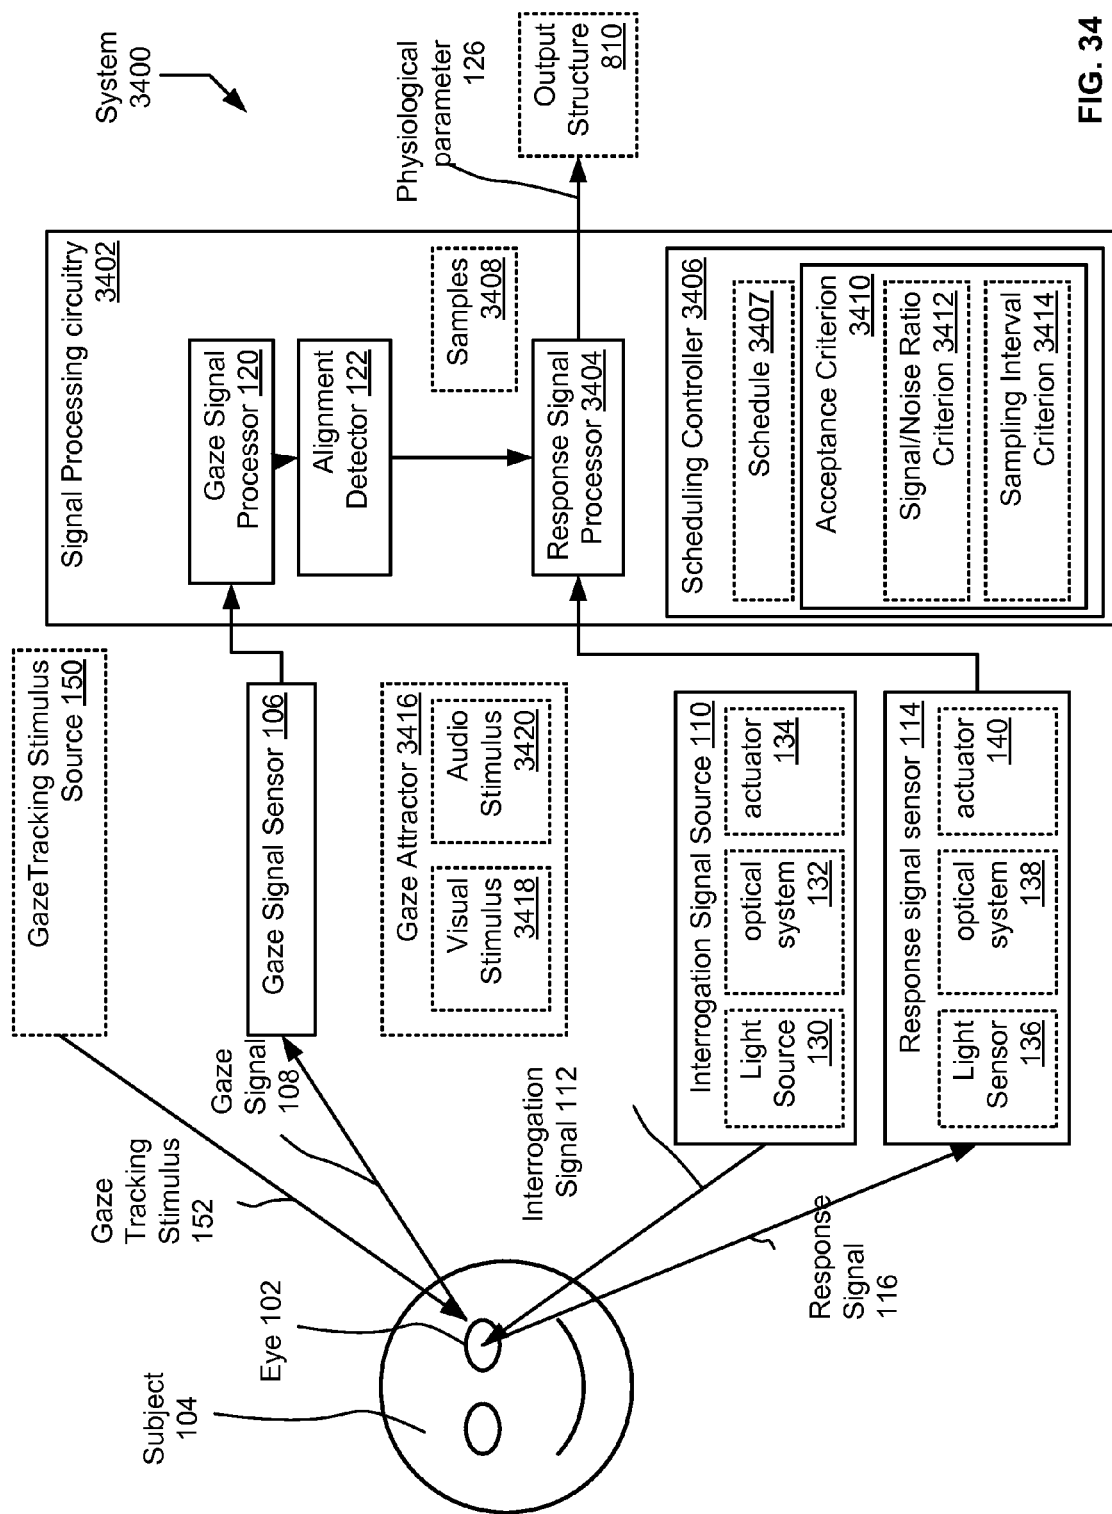 System
3400
GazeTracking Stimulus
Source 150
Signal Processing circuitry
3402
Gaze
Tracking
Stimulus
152
Gaze
Signal
108
Gaze Signal Sensor 106
Gaze Signal
Processor 120
Alignment
Detector 122
Samples
3408
Physiological
parameter
126
Subject
104
Eye 102
Gaze Attractor 3416
Visual
Stimulus
3418
Audio
Stimulus
3420
Response Signal
Processor 3404
Output
Structure
810
Interrogation
Signal 112
Interrogation Signal Source 110
Light
Source
130
optical
system
132
actuator
134
Scheduling Controller 3406
Schedule 3407
Acceptance Criterion
3410
Signal/Noise Ratio
Criterion 3412
Sampling Interval
Criterion 3414
Response
Signal
116
Response signal sensor 114
Light
Sensor
136
optical
system
138
actuator
140
FIG. 34